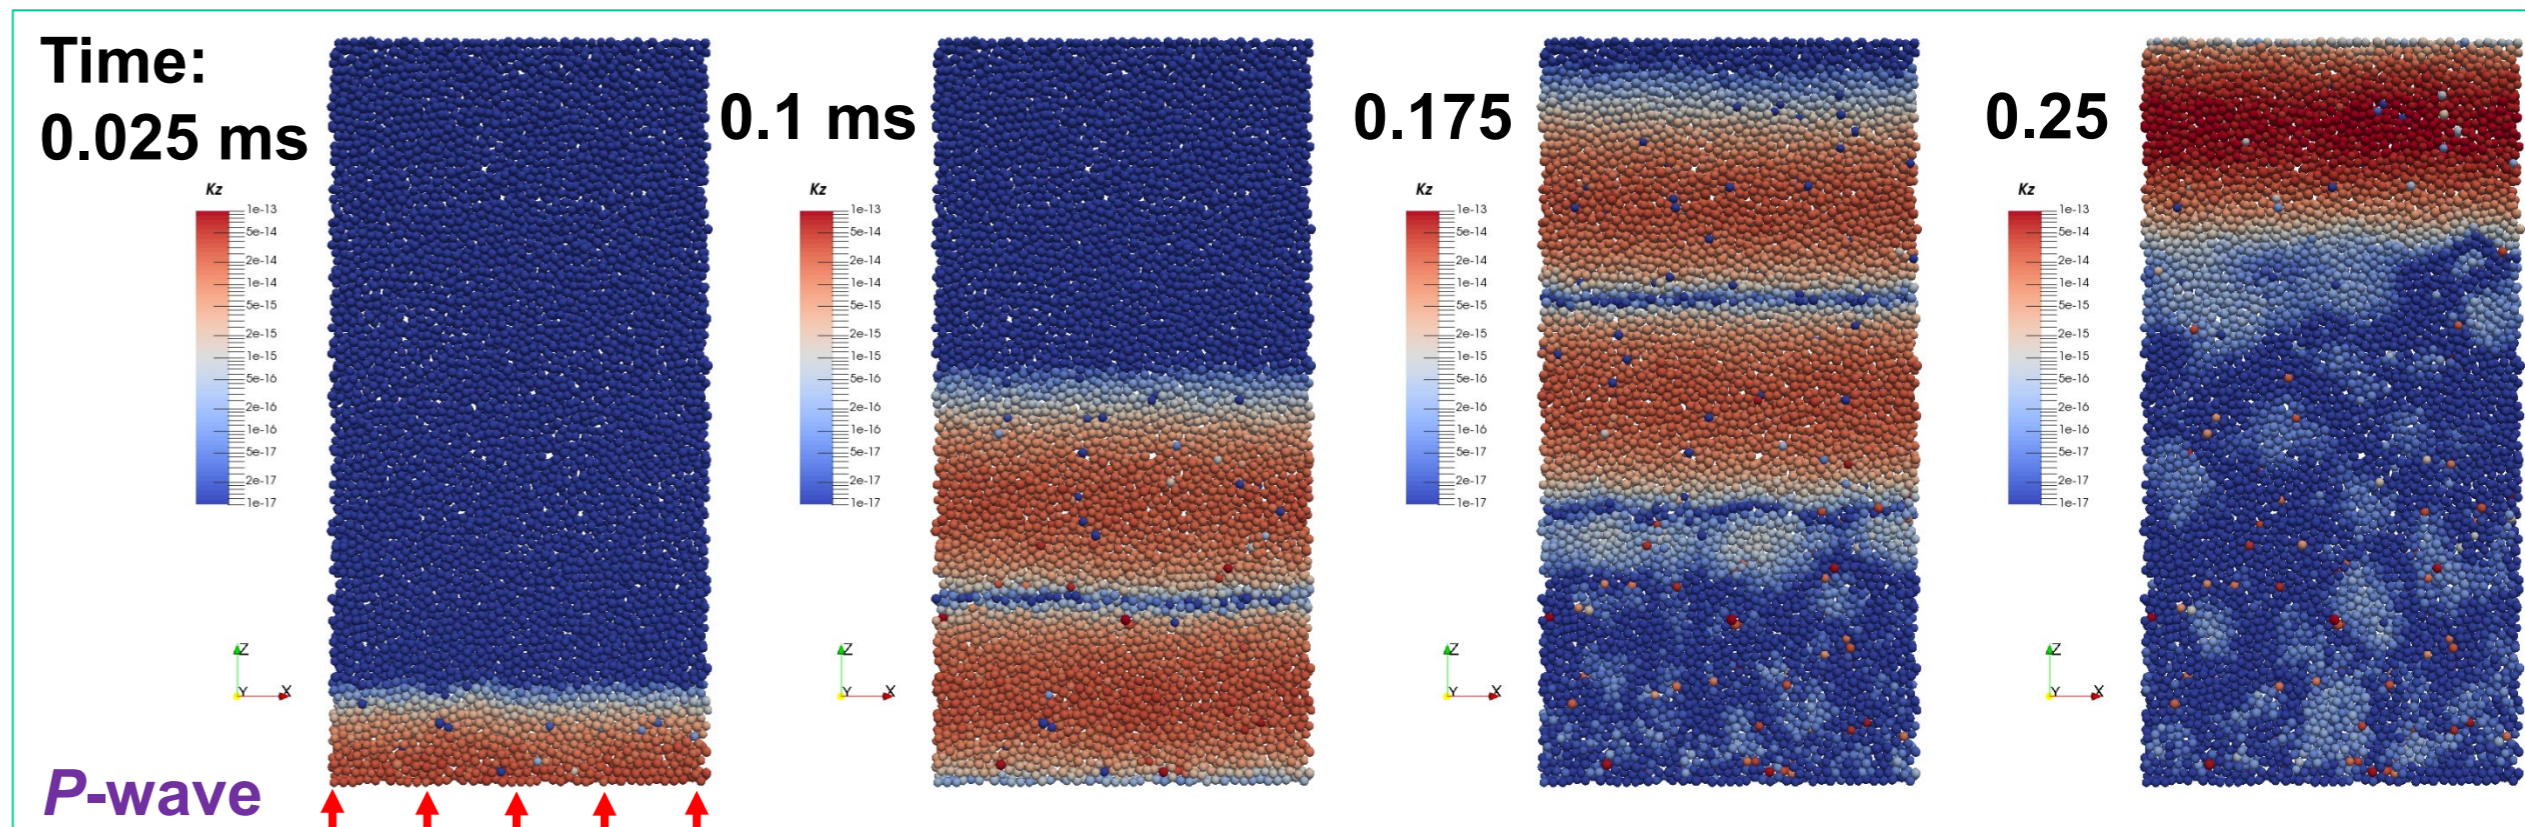 Time:
0.025 ms
Kz
1e-13
5e-14
2e-14
1e-14
5e-15
2e-15
1e-15
5e-16
2e-16
1e-16
5e-17
2e-17
1e-17
Z
Y X
P-wave
0.1 ms
Kz
1e-13
5e-14
2e-14
1e-14
5e-15
2e-15
1e-15
5e-16
2e-16
1e-16
5e-17
2e-17
1e-17
Z
Y X
0.175
Kz
1e-13
5e-14
2e-14
1e-14
5e-15
2e-15
1e-15
5e-16
2e-16
1e-16
5e-17
2e-17
1e-17
Z
Y X
0.25
Kz
1e-13
5e-14
2e-14
1e-14
5e-15
2e-15
1e-15
5e-16
2e-16
1e-16
5e-17
2e-17
1e-17
Z
Y X